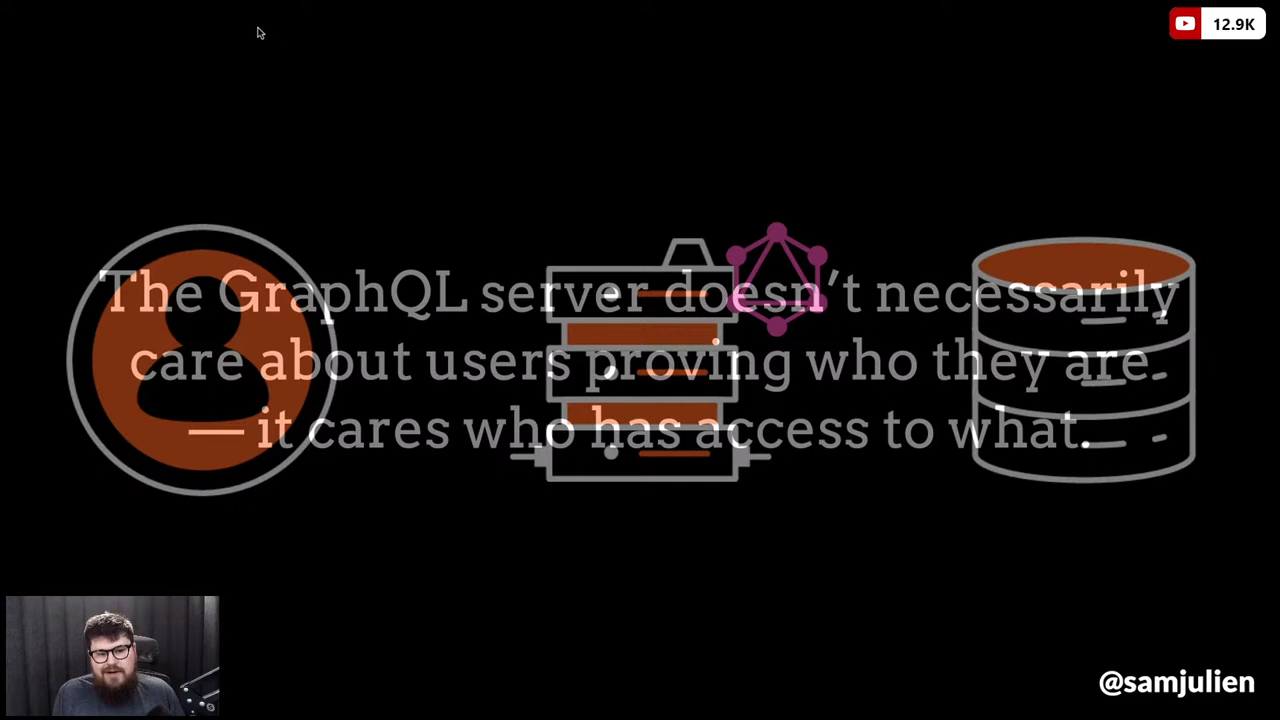 12.9K
The GraphQL server doesn't necessarily
care about users proving who they are
— it cares who has access to what.
@samjulien